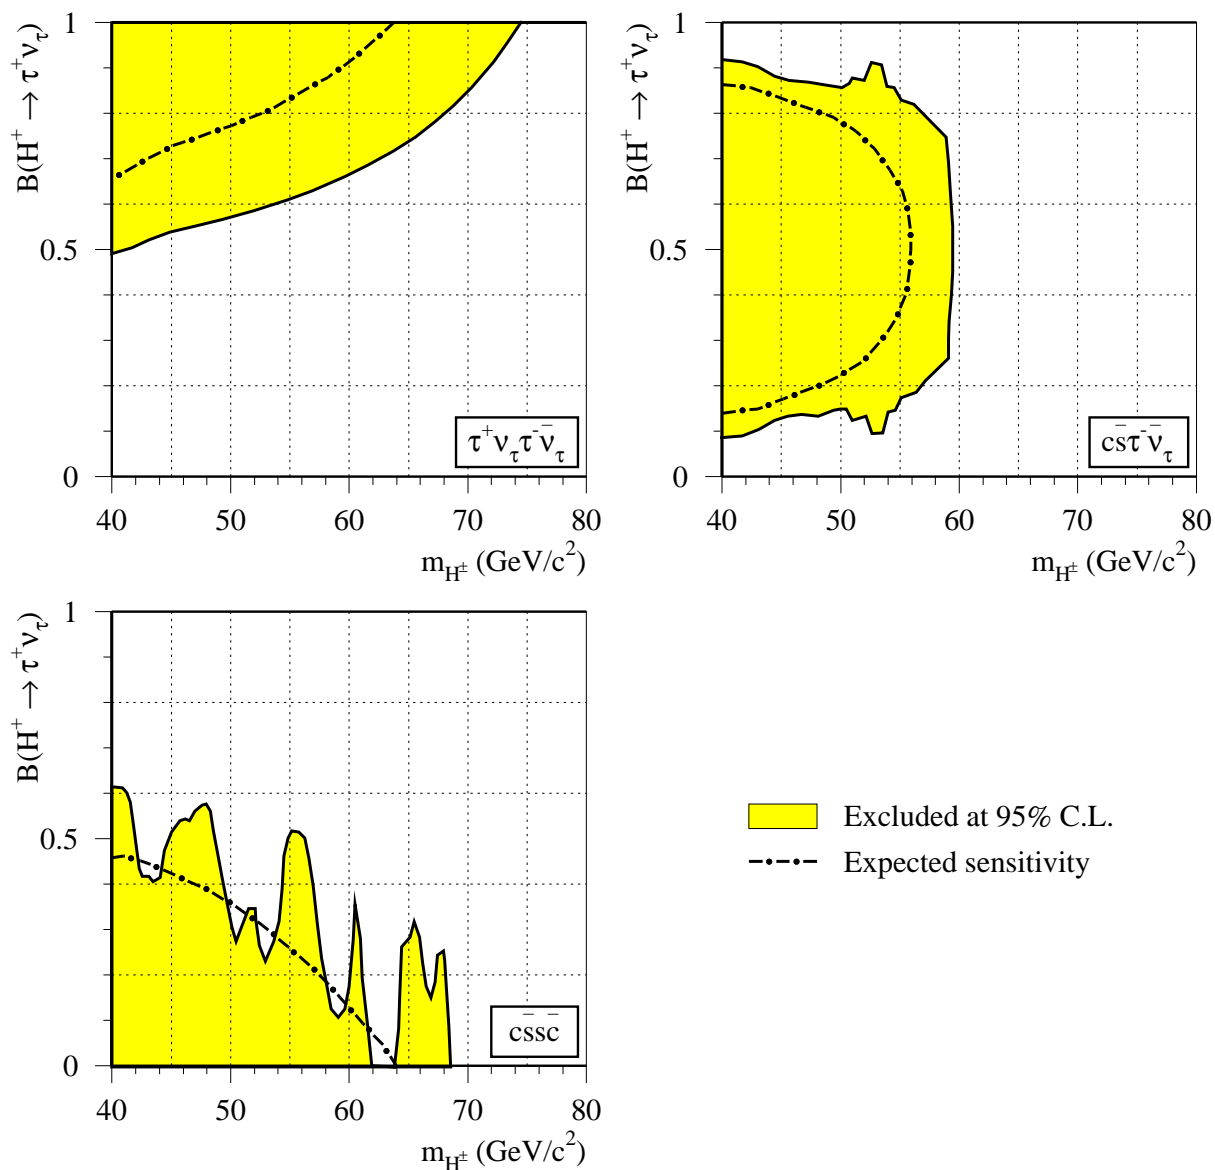 B(H⁺ → τ⁺ν_τ)
1
0.5
0
τ⁺ν_ττ⁻ν̄_τ
40 50 60 70 80
m_H± (GeV/c²)
B(H⁺ → τ⁺ν_τ)
1
0.5
0
cs̄τ⁻ν̄_τ
40 50 60 70 80
m_H± (GeV/c²)
B(H⁺ → τ⁺ν_τ)
1
0.5
0
cs̄sc̄
40 50 60 70 80
m_H± (GeV/c²)
Excluded at 95% C.L.
Expected sensitivity